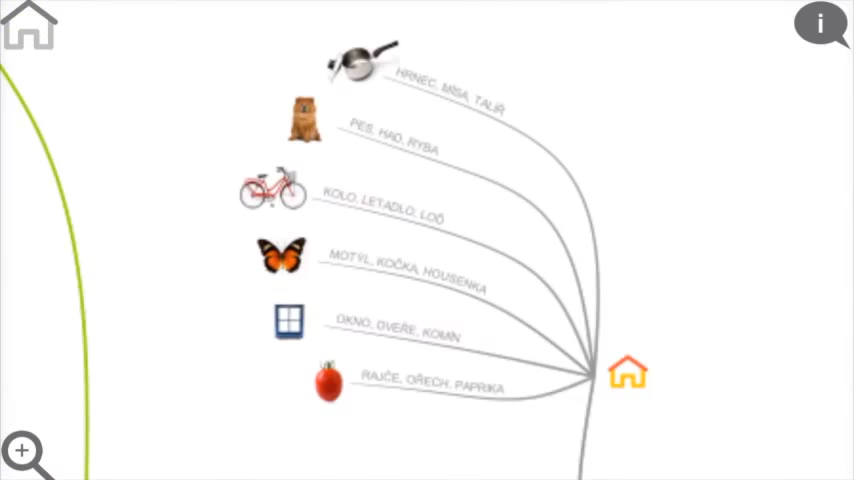 HRNEC, MÍSA, TALÍŘ
PES, HAD, RYBA
KOLO, LETADLO, LOĎ
MOTÝL, KOČKA, HOUSENKA
OKNO, DVEŘE, KOMÍN
RAJČE, OŘECH, PAPRIKA